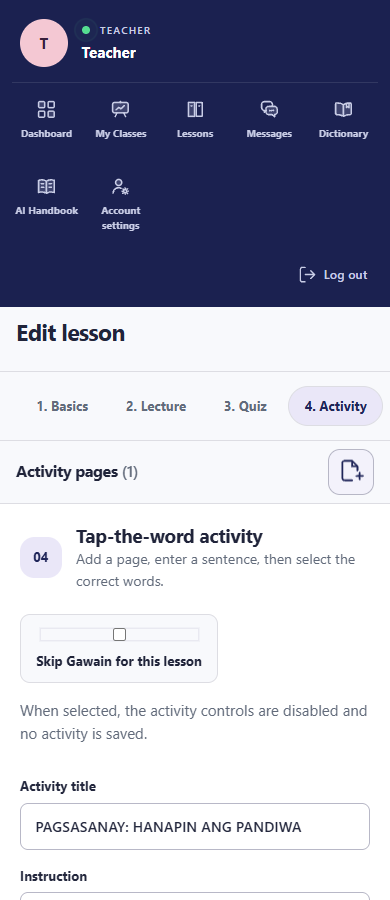 T
TEACHER
Teacher
Dashboard
My Classes
Lessons
Messages
Dictionary
AI Handbook
Account
settings
Log out
Edit lesson
1. Basics
2. Lecture
3. Quiz
4. Activity
Activity pages (1)
04
Tap-the-word activity
Add a page, enter a sentence, then select the
correct words.
Skip Gawain for this lesson
When selected, the activity controls are disabled and
no activity is saved.
Activity title
PAGSASANAY: HANAPIN ANG PANDIWA
Instruction